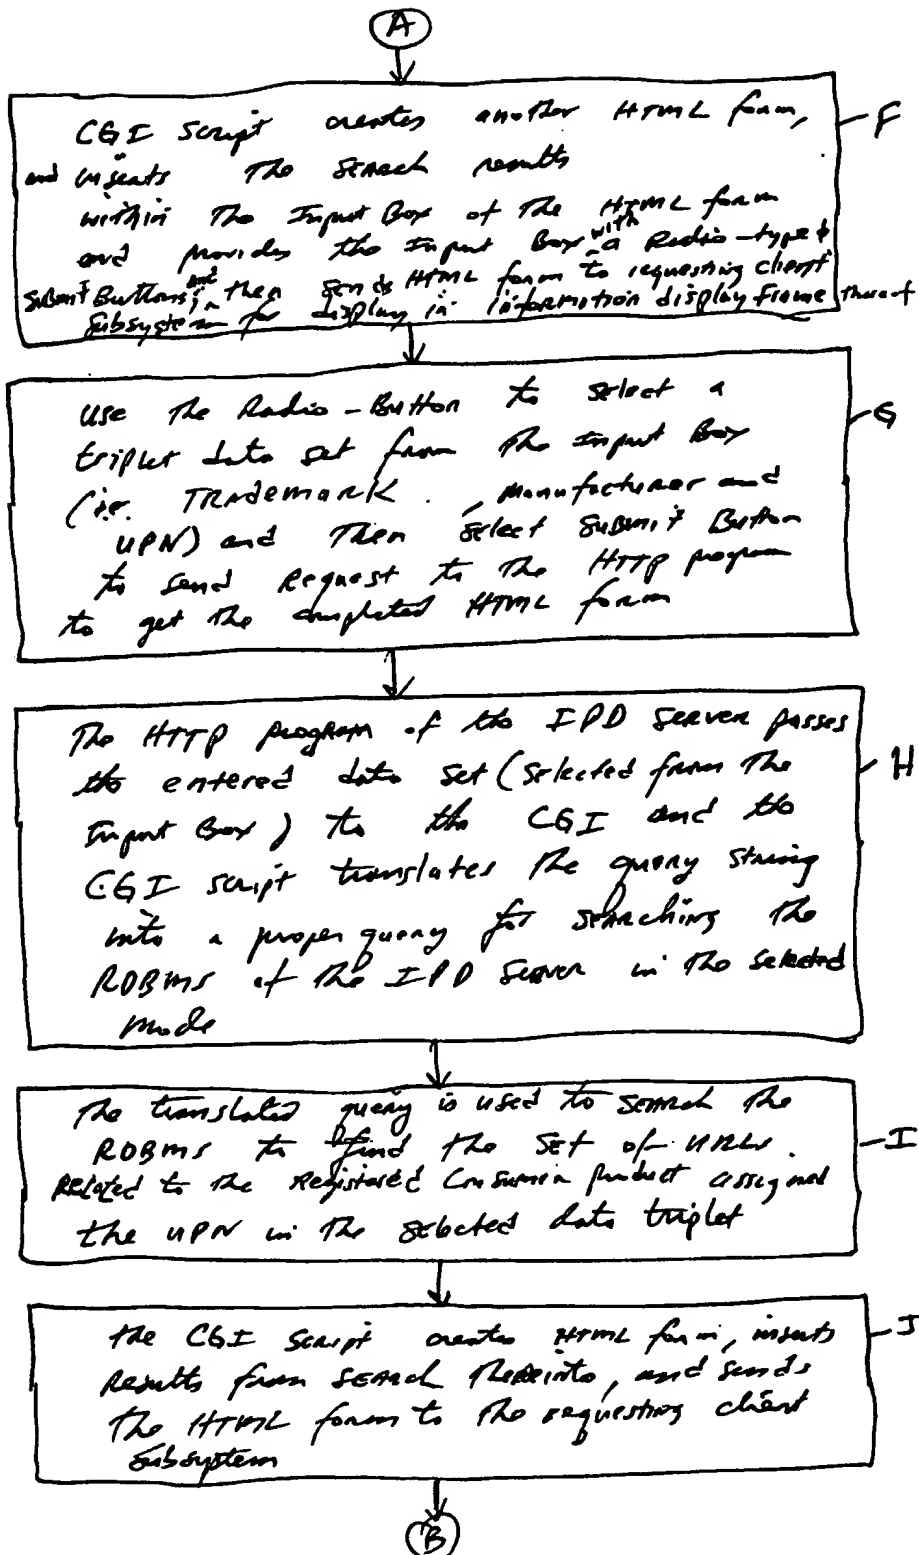 A
CGI script creates another HTML form, F
and inserts the search results
within the Input Box of the HTML form
and provides the Input Box with a Radio-type &
Submit Buttons, and then sends HTML form to requesting client
subsystem for display in information display frame thereof
use the Radio-Button to select a G
triplet data set from the Input Box
(i.e. TRademark, manufacturer and
UPN) and Then select Submit Button
to send Request to the HTTP program
to get the completed HTML form
The HTTP program of the IPD server passes
the entered data set (selected from The H
Input Box) to the CGI and the
CGI script translates the query string
into a proper query for searching the
RDBMS of the IPD Server in the selected
mode
The translated query is used to search the
RDBMS to find the set of URLs I
Related to the Registered Consumer product assigned
the UPN in the selected data triplet
the CGI script creates HTML form, inserts J
Results from search thereinto, and sends
the HTML form to the requesting client
subsystem
B